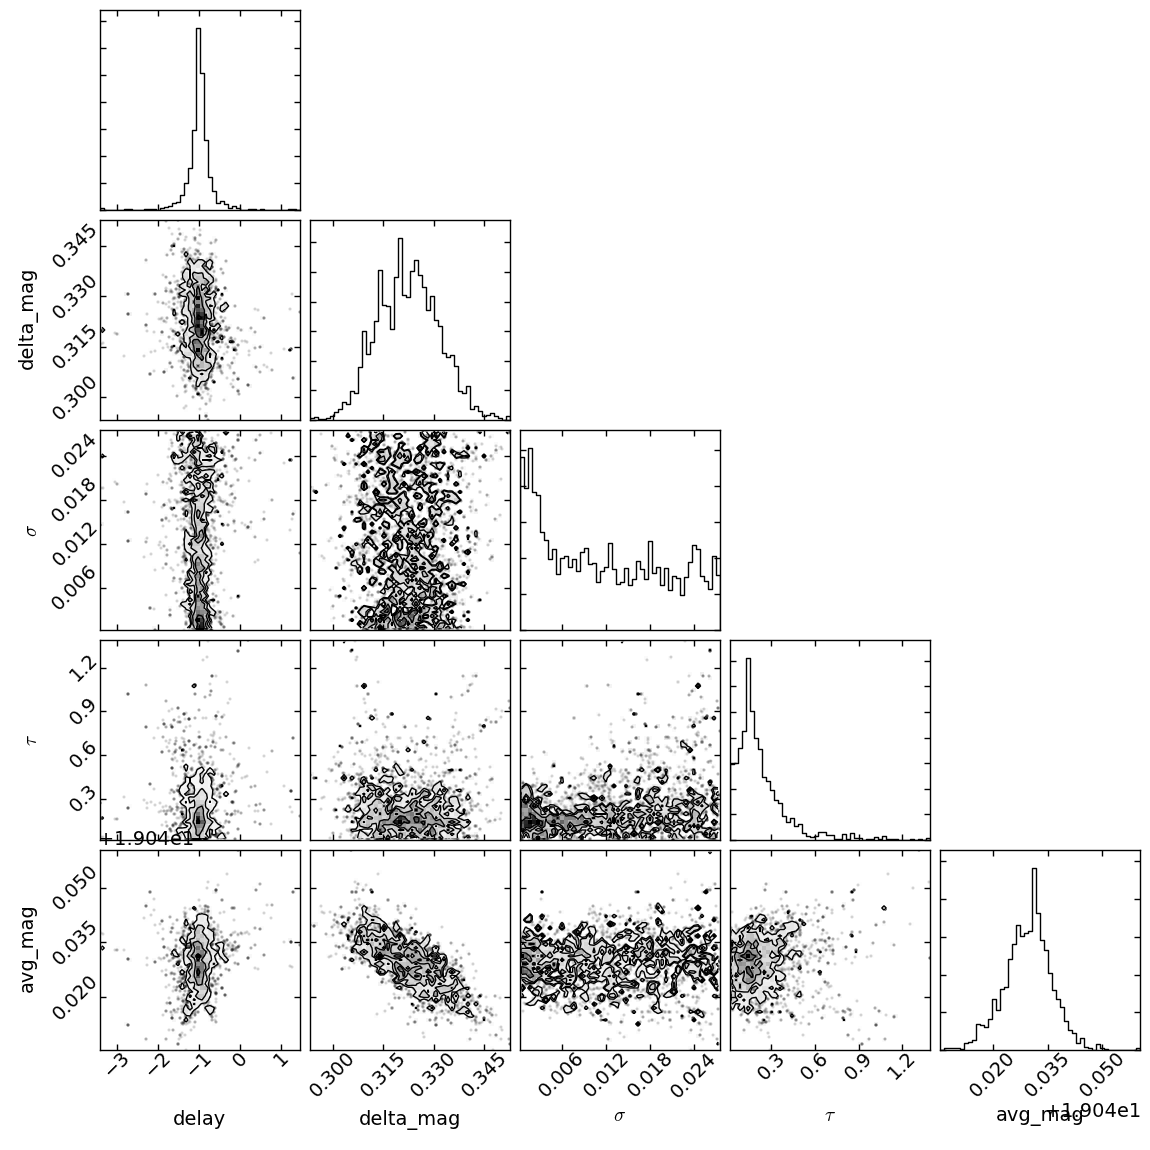 delta_mag
0.345
0.330
0.315
0.300
σ
0.024
0.018
0.012
0.006
τ
1.2
0.9
0.6
0.3
+1.904e1
avg_mag
0.050
0.035
0.020
−3 −2 −1 0 1
0.300 0.315 0.330 0.345
0.006 0.012 0.018 0.024
0.3 0.6 0.9 1.2
0.020 0.035 0.050
+1.904e1
delay delta_mag σ τ avg_mag